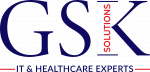 GSK
SOLUTIONS
IT & HEALTHCARE EXPERTS